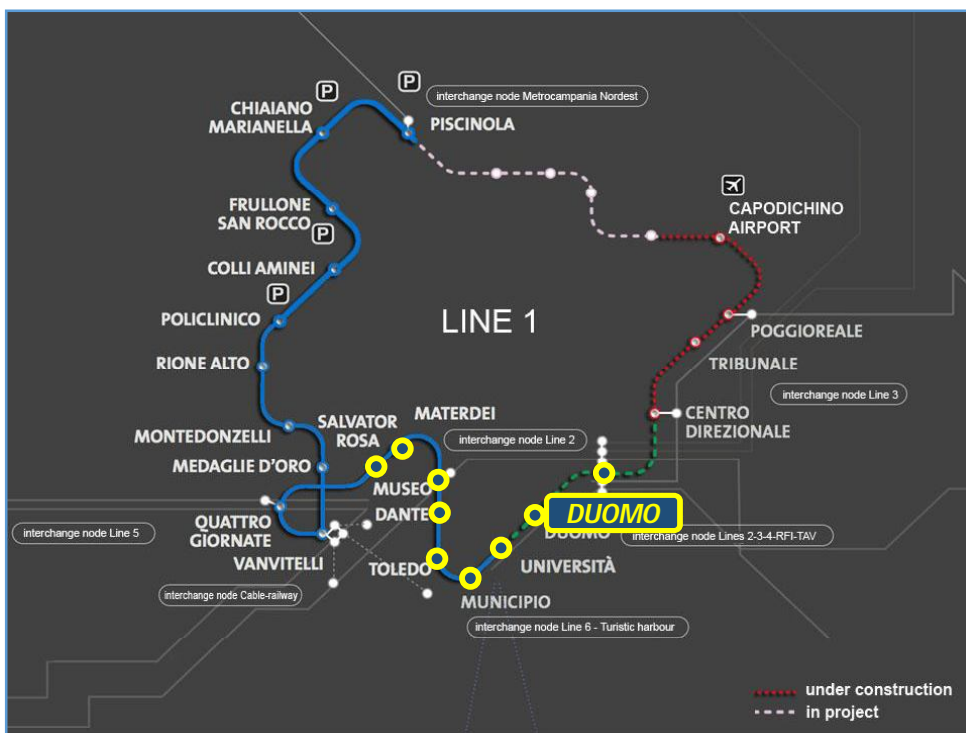 P
P
interchange node Metrocampania Nordest
CHIAIANO
MARIANELLA
PISCINOLA
FRULLONE
SAN ROCCO
P
CAPODICHINO
AIRPORT
COLLI AMINEI
P
POLICLINICO
LINE 1
POGGIOREALE
RIONE ALTO
TRIBUNALE
interchange node Line 3
SALVATOR
ROSA
MATERDEI
CENTRO
DIREZIONALE
MONTEDONZELLI
interchange node Line 2
MEDAGLIE D'ORO
MUSEO
DANTE
DUOMO
DUOMO
QUATTRO
GIORNATE
interchange node Line 5
interchange node Lines 2-3-4-RFI-TAV
VANVITELLI
TOLEDO
UNIVERSITÀ
interchange node Cable-railway
MUNICIPIO
interchange node Line 6 - Turistic harbour
under construction
in project